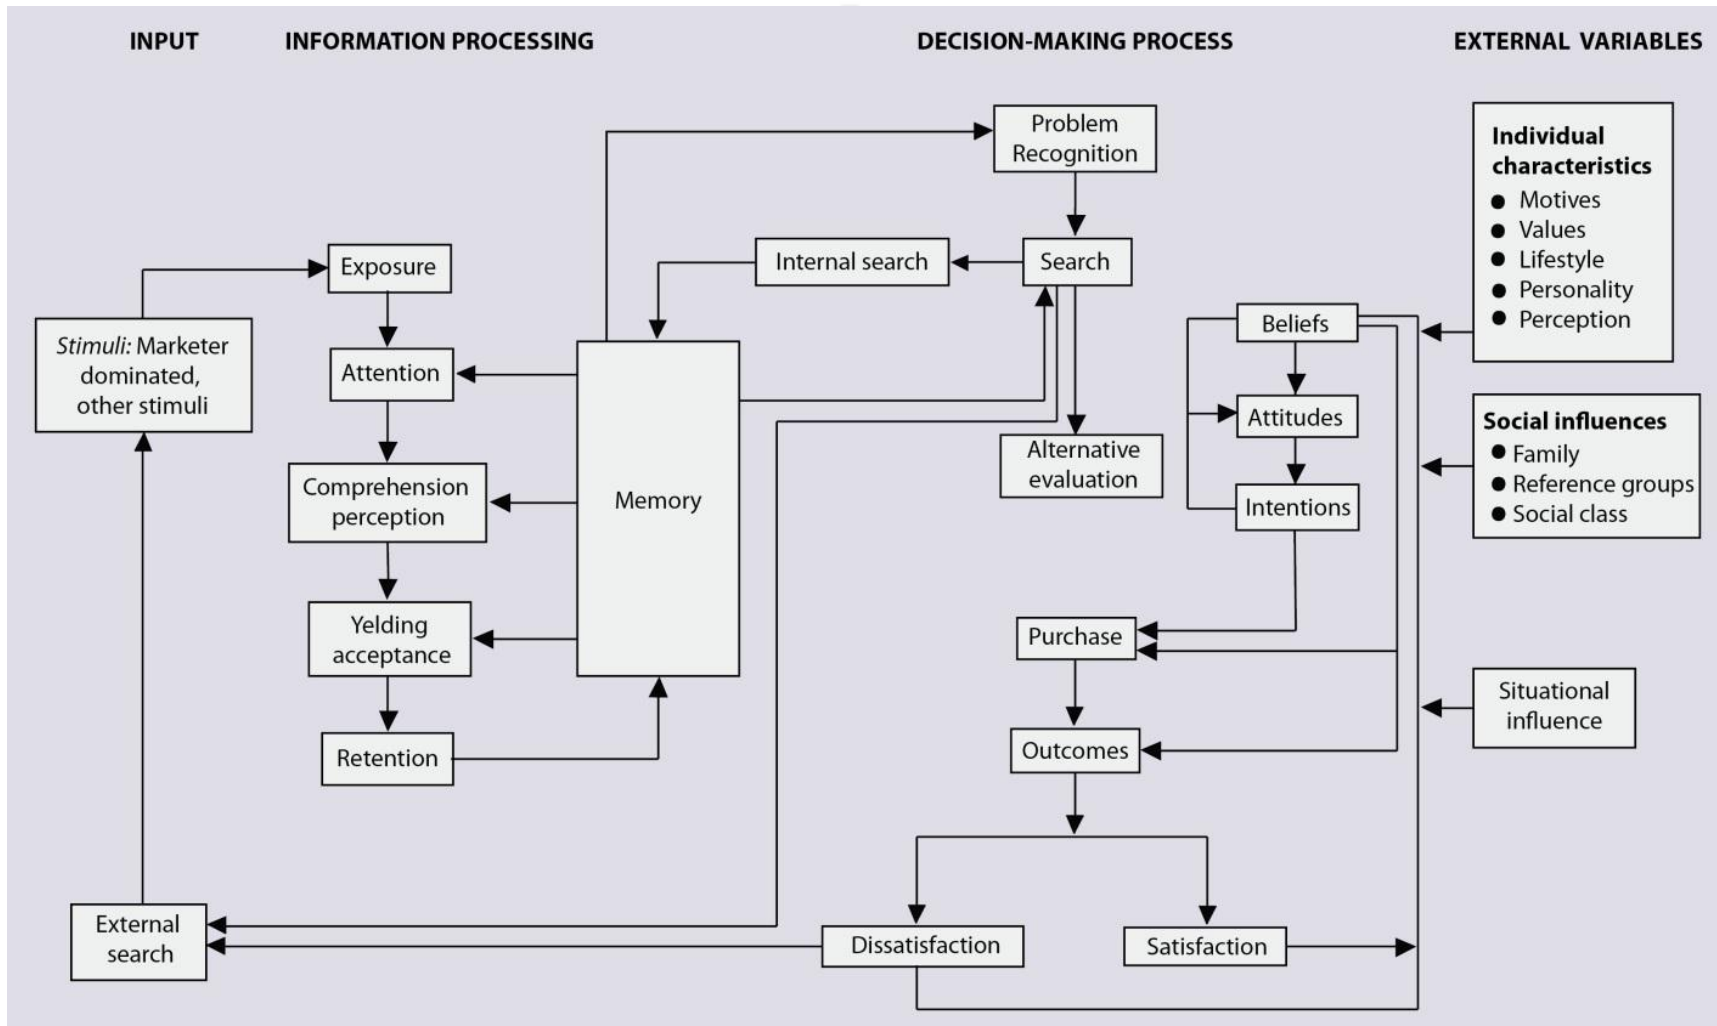 INPUT
INFORMATION PROCESSING
DECISION-MAKING PROCESS
EXTERNAL VARIABLES
Stimuli: Marketer
dominated,
other stimuli
External
search
Exposure
Attention
Comprehension
perception
Yelding
acceptance
Retention
Memory
Problem
Recognition
Internal search
Search
Alternative
evaluation
Beliefs
Attitudes
Intentions
Purchase
Outcomes
Dissatisfaction
Satisfaction
Individual
characteristics
● Motives
● Values
● Lifestyle
● Personality
● Perception
Social influences
● Family
● Reference groups
● Social class
Situational
influence